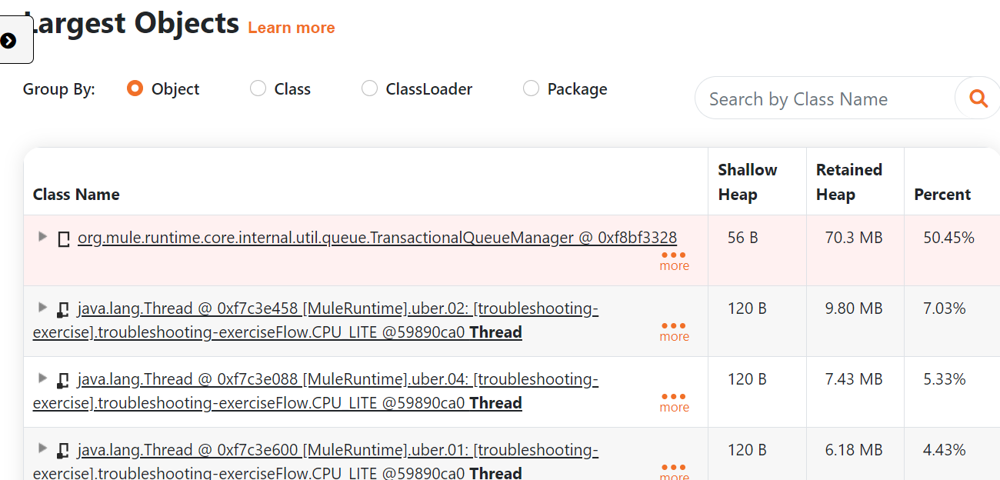 Largest Objects Learn more
Group By: Object Class ClassLoader Package Search by Class Name
Class Name Shallow Heap Retained Heap Percent
org.mule.runtime.core.internal.util.queue.TransactionalQueueManager @ 0xf8bf3328 56 B 70.3 MB 50.45%
more
java.lang.Thread @ 0xf7c3e458 [MuleRuntime].uber.02: [troubleshooting- 120 B 9.80 MB 7.03%
exercise].troubleshooting-exerciseFlow.CPU_LITE @59890ca0 Thread more
java.lang.Thread @ 0xf7c3e088 [MuleRuntime].uber.04: [troubleshooting- 120 B 7.43 MB 5.33%
exercise].troubleshooting-exerciseFlow.CPU_LITE @59890ca0 Thread more
java.lang.Thread @ 0xf7c3e600 [MuleRuntime].uber.01: [troubleshooting- 120 B 6.18 MB 4.43%
exercise].troubleshooting-exerciseFlow.CPU_LITE @59890ca0 Thread more